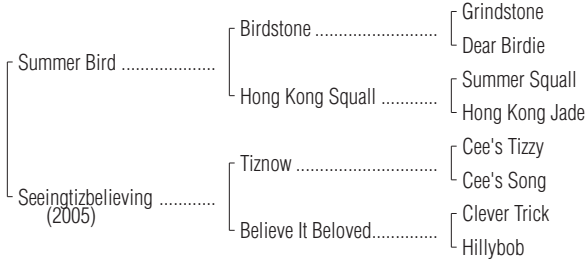 Grindstone
Birdstone ........................
Dear Birdie
Summer Bird ...................
Summer Squall
Hong Kong Squall ...........
Hong Kong Jade
Cee's Tizzy
Tiznow ............................
Cee's Song
Seeingtizbelieving ...........
(2005)
Clever Trick
Believe It Beloved.............
Hillybob